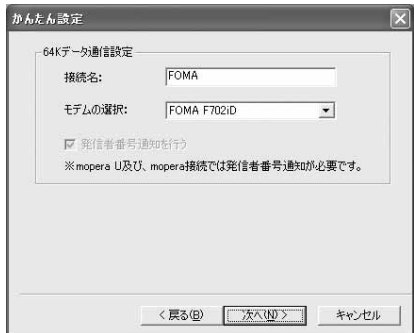 かんたん設定
64Kデータ通信設定
接続名: FOMA
モデムの選択: FOMA F702iD
発信者番号通知を行う
※mopera U及び、mopera接続では発信者番号通知が必要です。
< 戻る(B) 次へ(N) > キャンセル